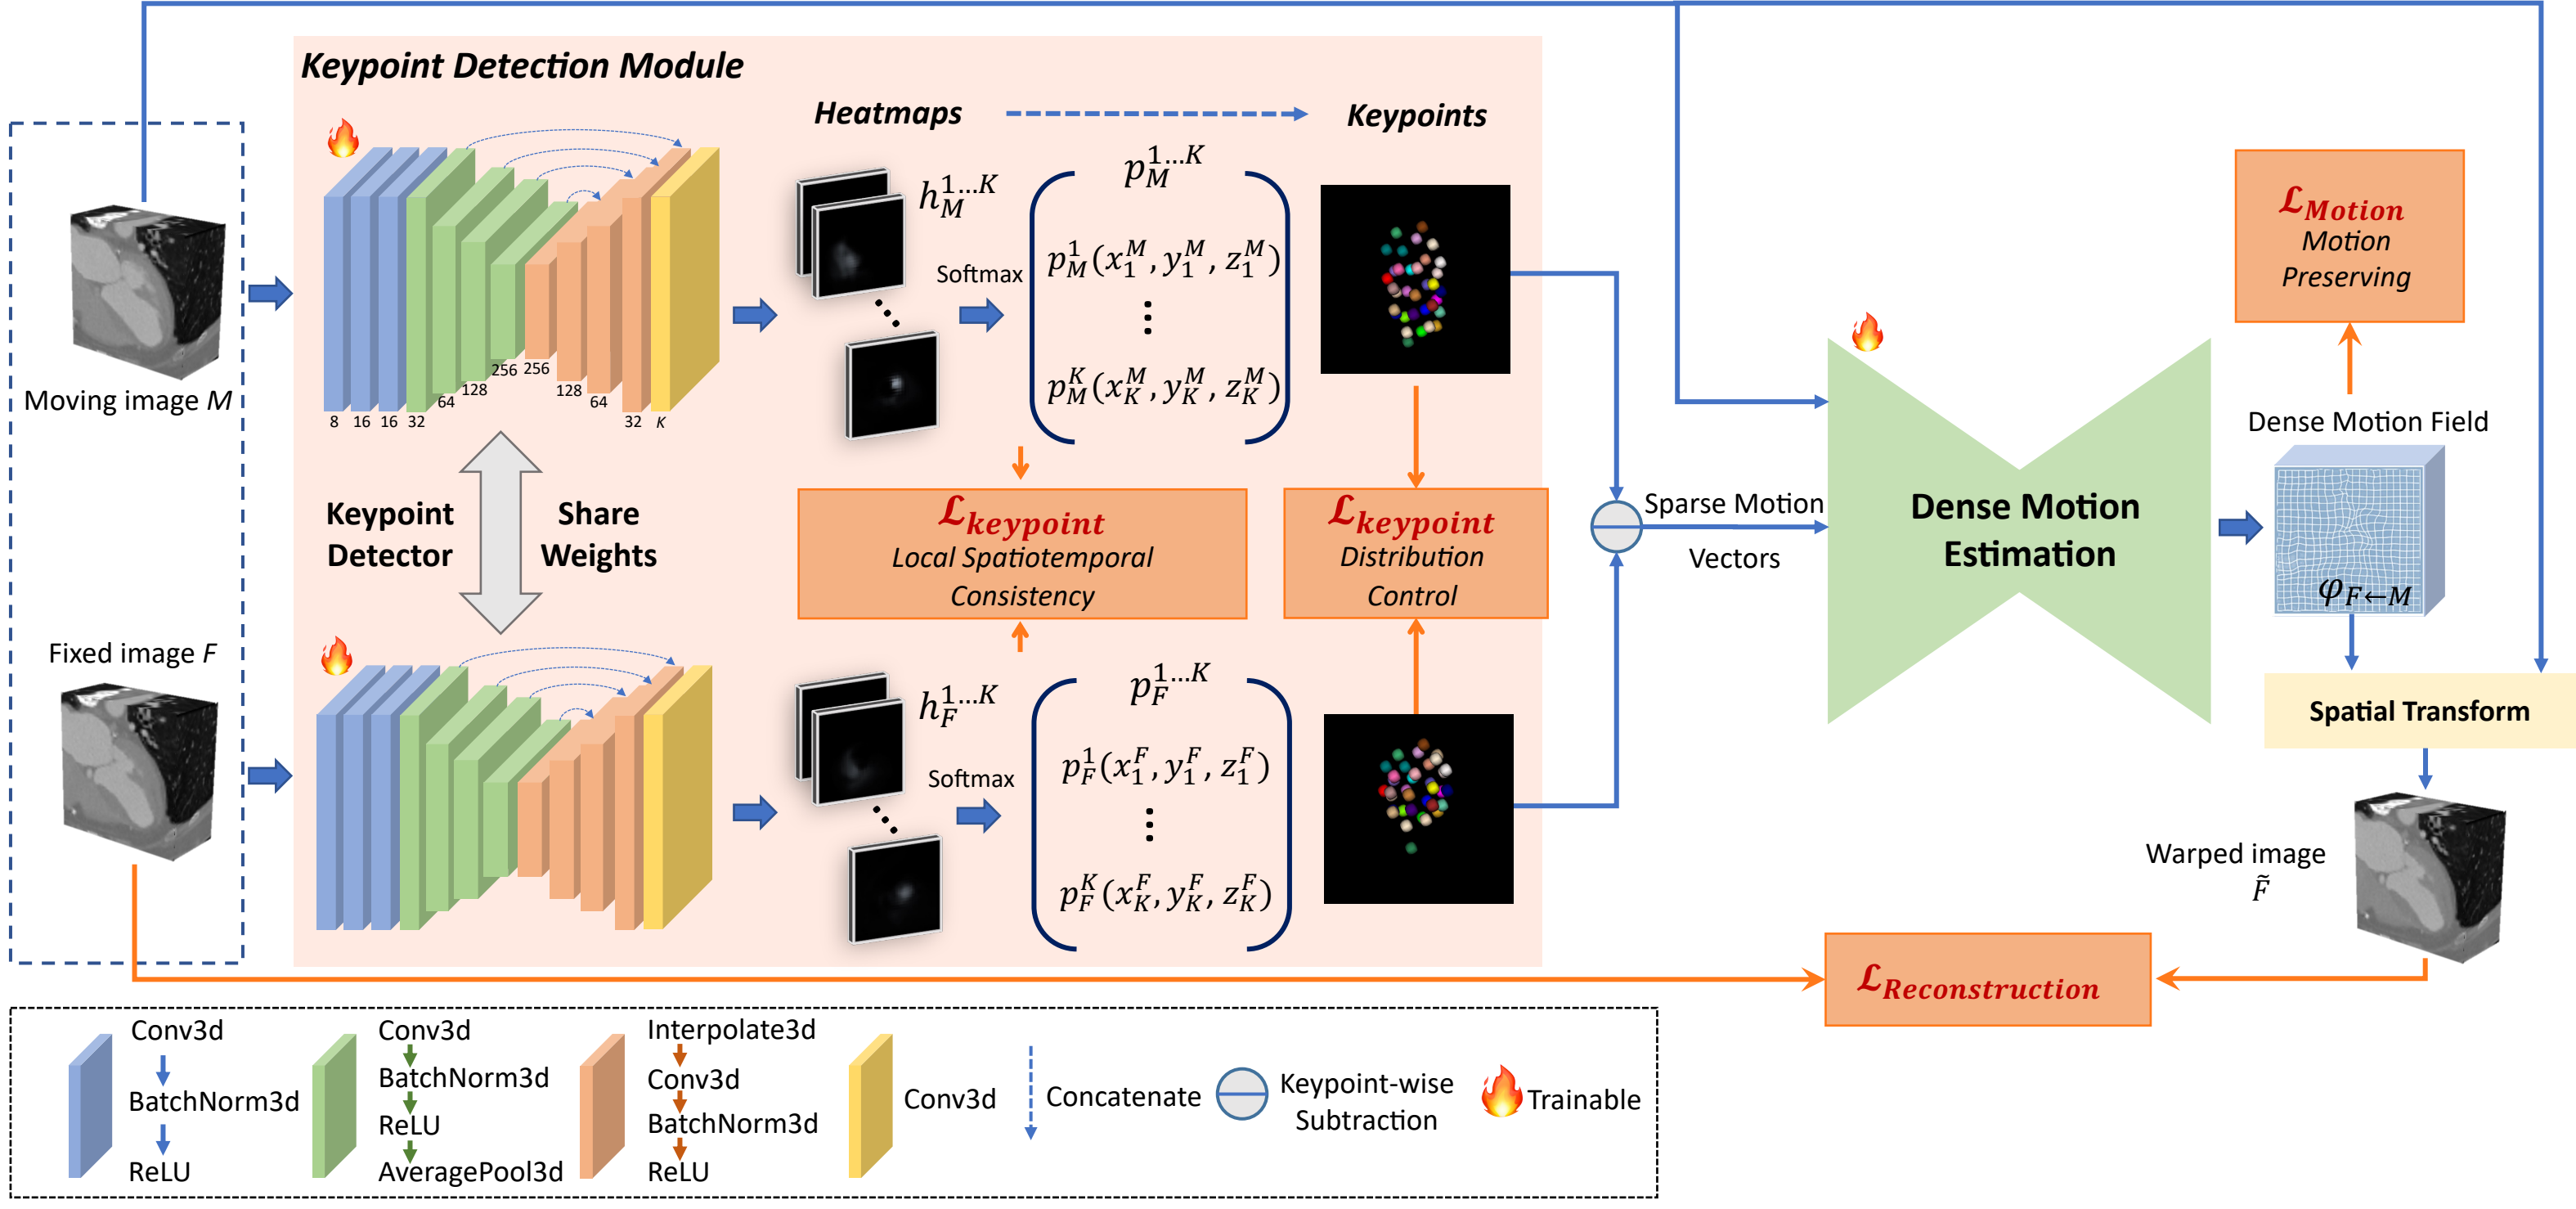 Keypoint Detection Module
Heatmaps
Keypoints
Moving image M
8 16 16 32 64 128 256 256 128 64 32 K
h_M^{1…K}
Softmax
p_M^{1…K}
p_M^1(x_1^M, y_1^M, z_1^M)
⋮
p_M^K(x_K^M, y_K^M, z_K^M)
Keypoint
Detector
Share
Weights
ℒ_keypoint
Local Spatiotemporal
Consistency
ℒ_keypoint
Distribution
Control
Fixed image F
h_F^{1…K}
Softmax
p_F^{1…K}
p_F^1(x_1^F, y_1^F, z_1^F)
⋮
p_F^K(x_K^F, y_K^F, z_K^F)
Sparse Motion
Vectors
Dense Motion
Estimation
ℒ_Motion
Motion
Preserving
Dense Motion Field
φ_{F←M}
Spatial Transform
Warped image
F̃
ℒ_Reconstruction
Conv3d
BatchNorm3d
ReLU
Conv3d
BatchNorm3d
ReLU
AveragePool3d
Interpolate3d
Conv3d
BatchNorm3d
ReLU
Conv3d
Concatenate
Keypoint-wise
Subtraction
Trainable